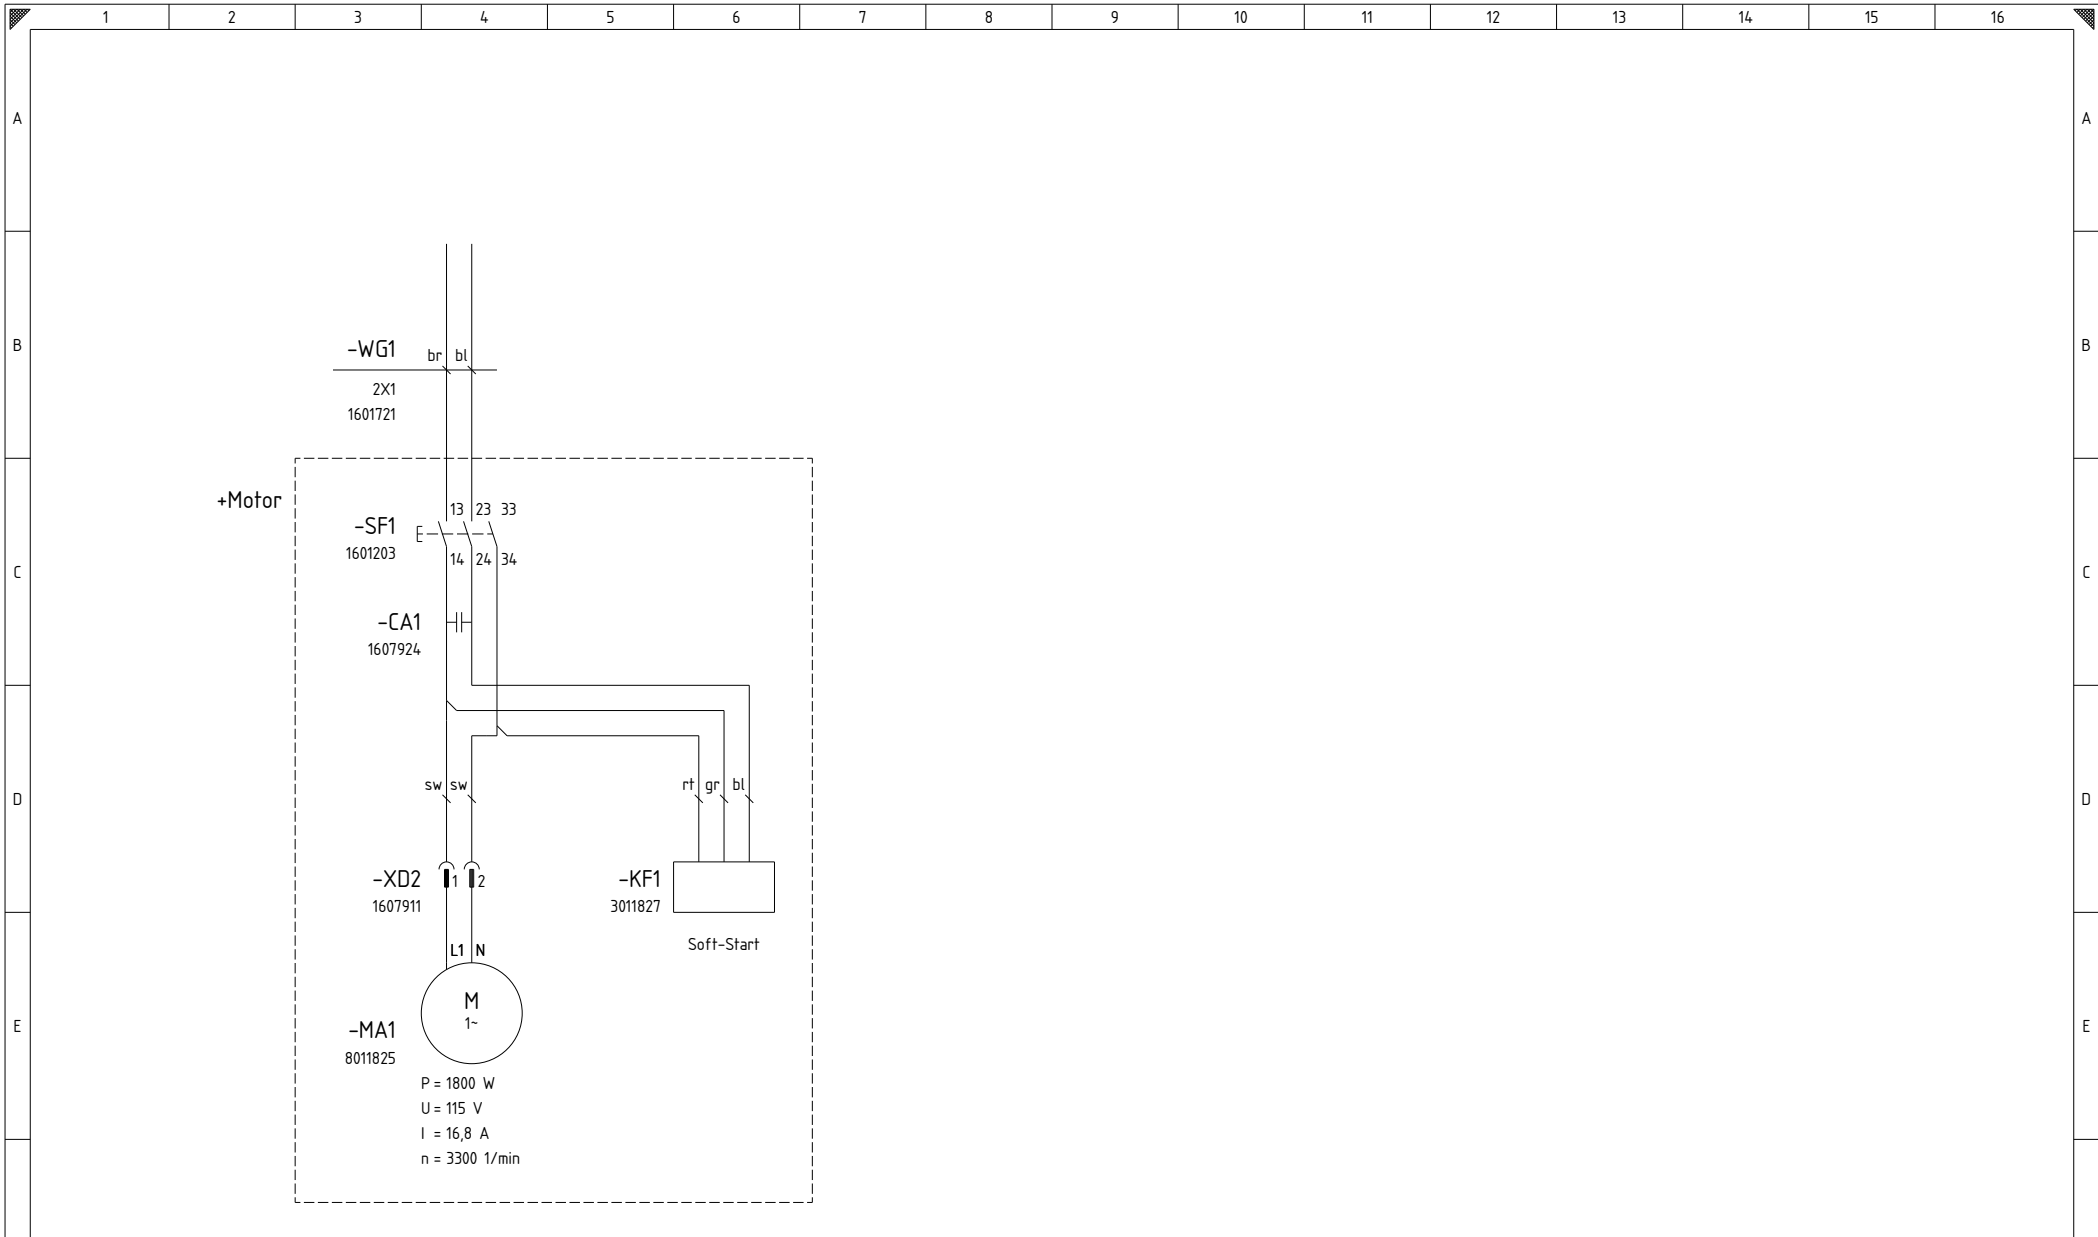 1 2 3 4 5 6 7 8 9 10 11 12 13 14 15 16
A A
B B
-WG1 br bl
2X1
1601721
+Motor
13 23 33
-SF1
1601203
14 24 34
C C
-CA1
1607924
sw sw rt gr bl
D D
-XD2 1 2 -KF1
1607911 3011827
L1 N Soft-Start
M
1~
-MA1
8011825
E E
P = 1800 W
U = 115 V
I = 16,8 A
n = 3300 1/min